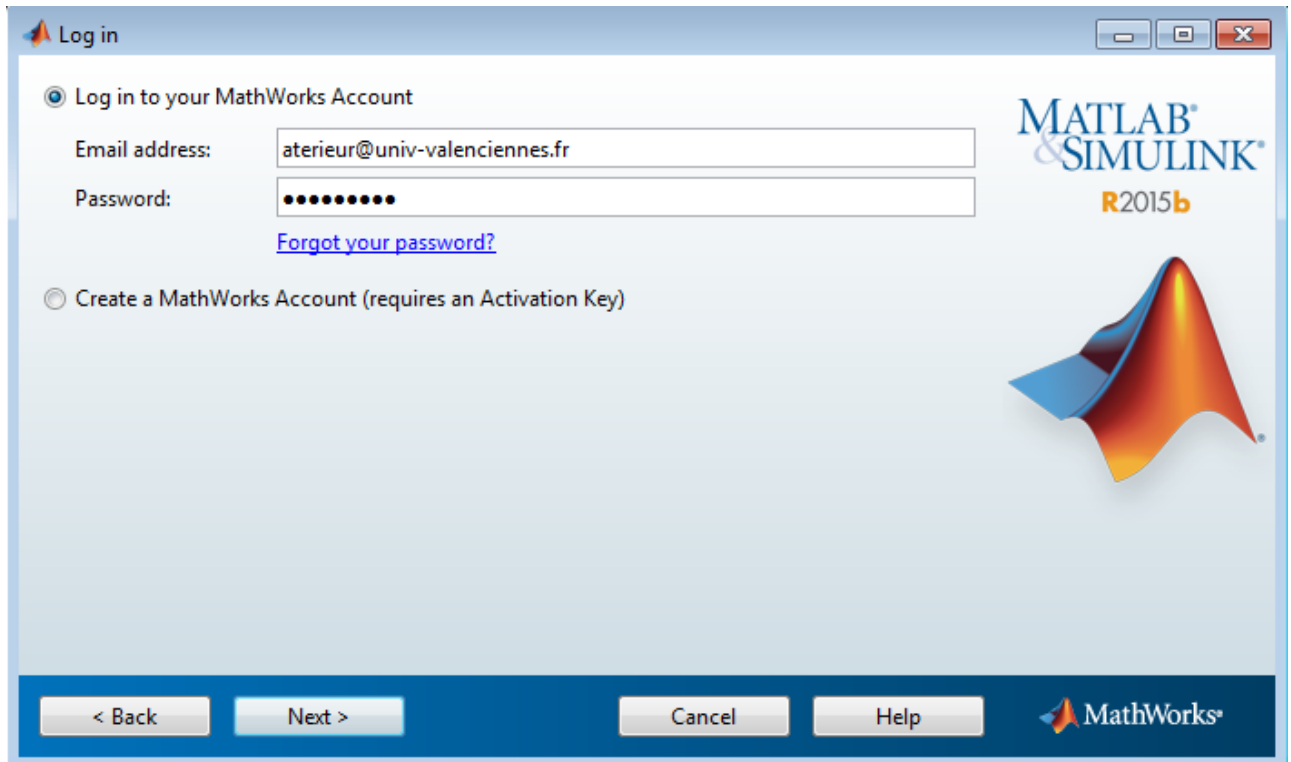 Log in
Log in to your MathWorks Account
Email address: aterieur@univ-valenciennes.fr
Password: •••••••••
Forgot your password?
Create a MathWorks Account (requires an Activation Key)
MATLAB®
&SIMULINK®
R2015b
< Back Next > Cancel Help MathWorks®